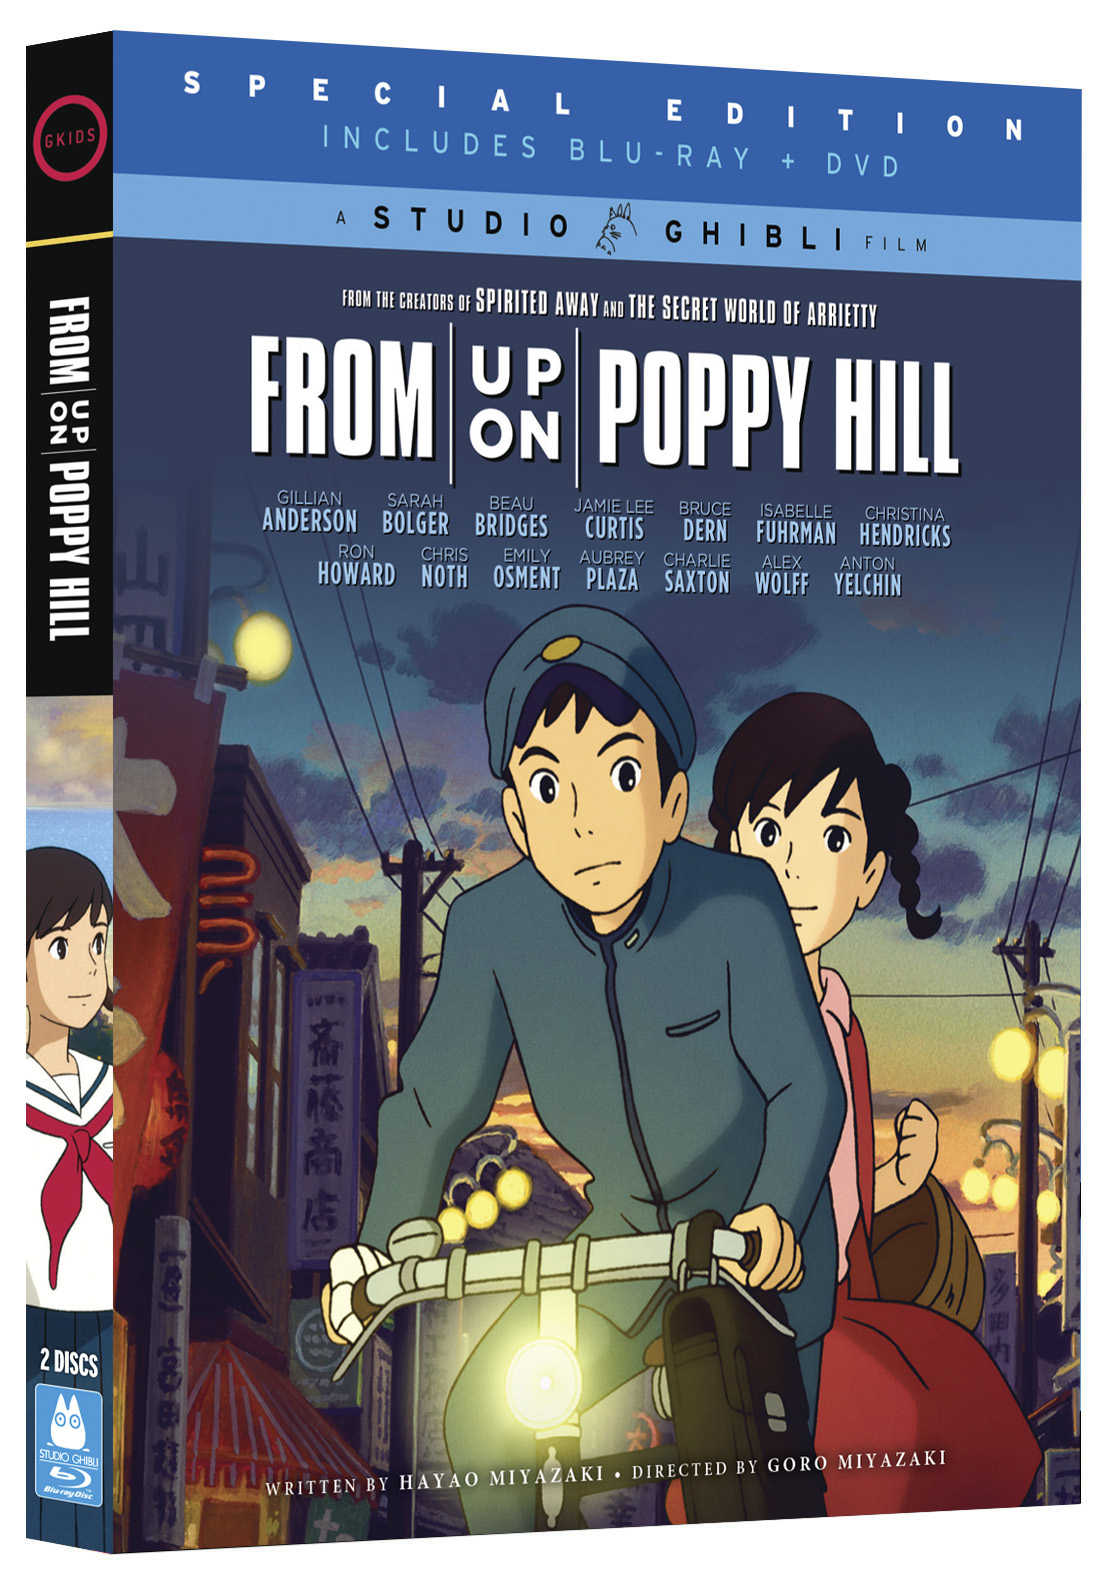 GKIDS
FROM UP ON POPPY HILL
2 DISCS
STUDIO GHIBLI
Blu-ray Disc
SPECIAL EDITION
INCLUDES BLU-RAY + DVD
A STUDIO GHIBLI FILM
FROM THE CREATORS OF SPIRITED AWAY AND THE SECRET WORLD OF ARRIETTY
FROM UP ON POPPY HILL
GILLIAN ANDERSON SARAH BOLGER BEAU BRIDGES JAMIE LEE CURTIS BRUCE DERN ISABELLE FUHRMAN CHRISTINA HENDRICKS
RON HOWARD CHRIS NOTH EMILY OSMENT AUBREY PLAZA CHARLIE SAXTON ALEX WOLFF ANTON YELCHIN
斎藤商店
WRITTEN BY HAYAO MIYAZAKI • DIRECTED BY GORO MIYAZAKI